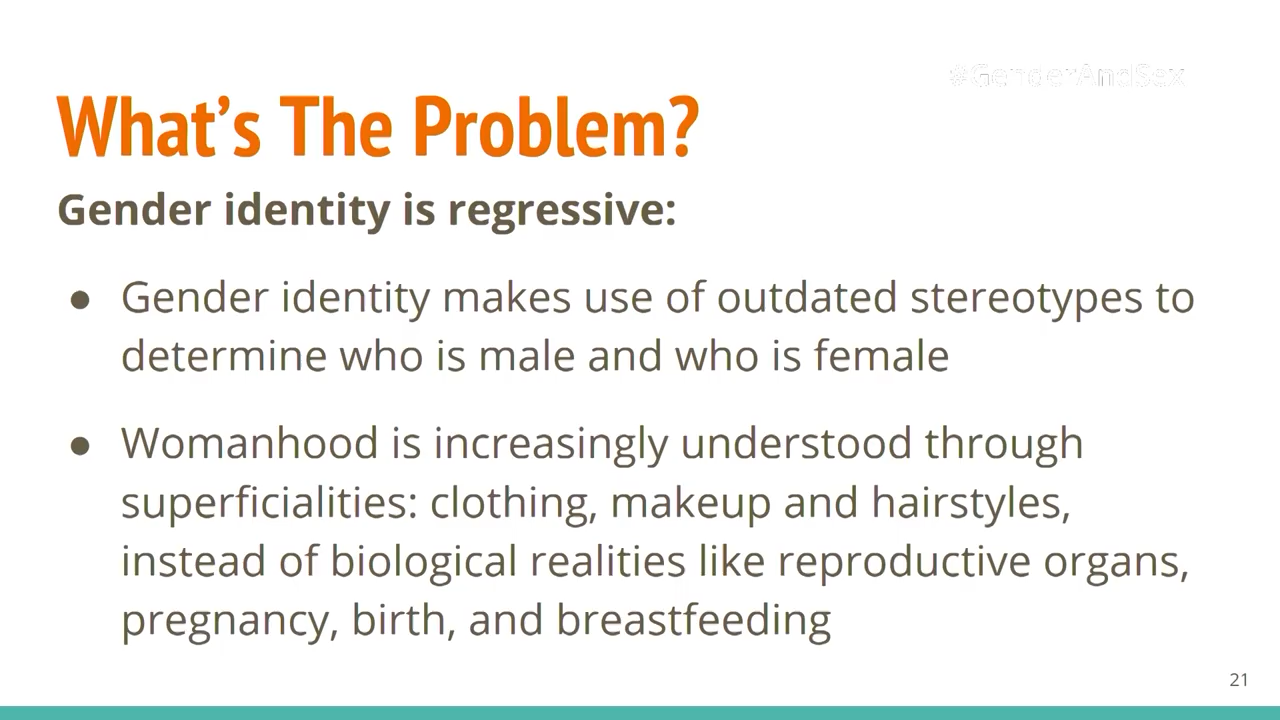 #GenderAndSex
What's The Problem?
Gender identity is regressive:
● Gender identity makes use of outdated stereotypes to
determine who is male and who is female
● Womanhood is increasingly understood through
superficialities: clothing, makeup and hairstyles,
instead of biological realities like reproductive organs,
pregnancy, birth, and breastfeeding
21